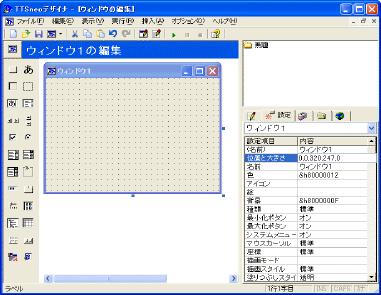 TTSneoデザイナ - [ウィンドウの編集]
ファイル(F) 編集(E) 表示(V) 実行(R) 挿入(A) オプション(O) ヘルプ(H)
ウィンドウ1の編集
無題
ウィンドウ1
あ
設定
ウィンドウ1
設定項目 内容
(名前) ウィンドウ1
位置と大きさ 0,0,320,247,0
名前 ウィンドウ1
色 &h80000012
アイコン
絵
背景 &h8000000F
種類 標準
最小化ボタン オン
最大化ボタン オン
システムメニュー オン
マウスカーソル 標準
座標 標準
描画モード
描画スタイル 標準
塗りつぶしスタイ 透明
ラベル 1行1字目 INS CAPS カナ